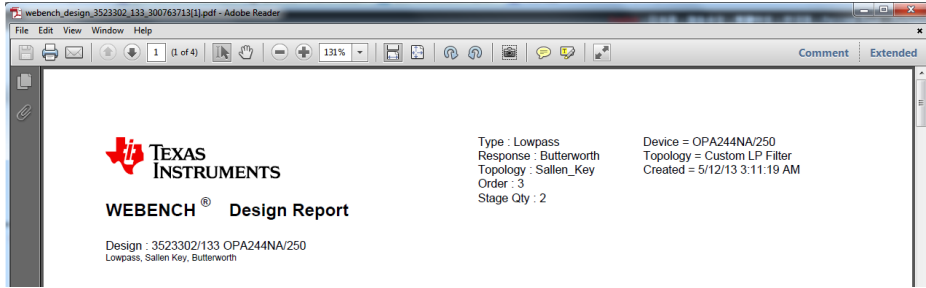 webench_design_3523302_133_300763713[1].pdf - Adobe Reader
File Edit View Window Help
1 (1 of 4) 131% Comment Extended
TEXAS
INSTRUMENTS
WEBENCH ® Design Report
Design : 3523302/133 OPA244NA/250
Lowpass, Sallen Key, Butterworth
Type : Lowpass
Response : Butterworth
Topology : Sallen_Key
Order : 3
Stage Qty : 2
Device = OPA244NA/250
Topology = Custom LP Filter
Created = 5/12/13 3:11:19 AM